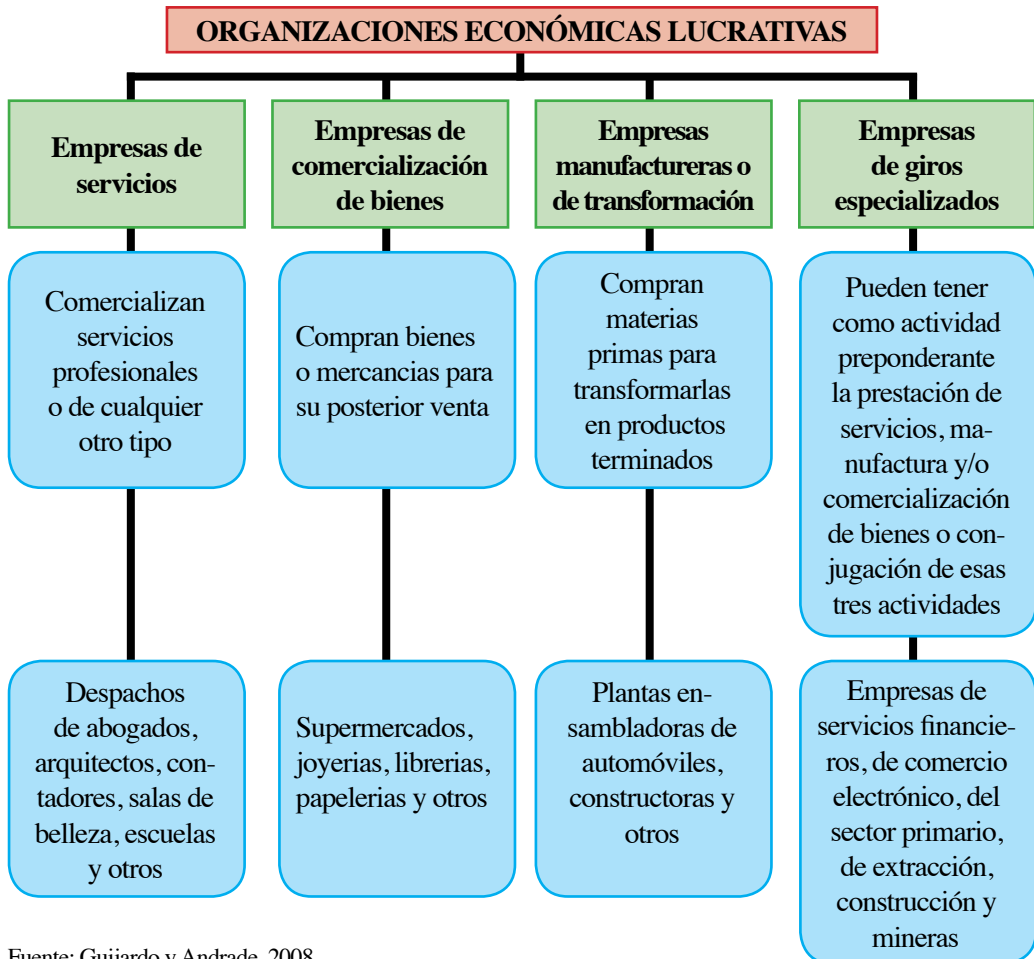 ORGANIZACIONES ECONÓMICAS LUCRATIVAS
Empresas de
servicios
Comercializan
servicios
profesionales
o de cualquier
otro tipo
Despachos
de abogados,
arquitectos, con-
tadores, salas de
belleza, escuelas
y otros
Empresas de
comercialización
de bienes
Compran bienes
o mercancias para
su posterior venta
Supermercados,
joyerias, librerias,
papelerias y otros
Empresas
manufactureras o
de transformación
Compran
materias
primas para
transformarlas
en productos
terminados
Plantas en-
sambladoras de
automóviles,
constructoras y
otros
Empresas
de giros
especializados
Pueden tener
como actividad
preponderante
la prestación de
servicios, ma-
nufactura y/o
comercialización
de bienes o con-
jugación de esas
tres actividades
Empresas de
servicios financie-
ros, de comercio
electrónico, del
sector primario,
de extracción,
construcción y
mineras
Fuente: Guijardo y Andrade, 2008